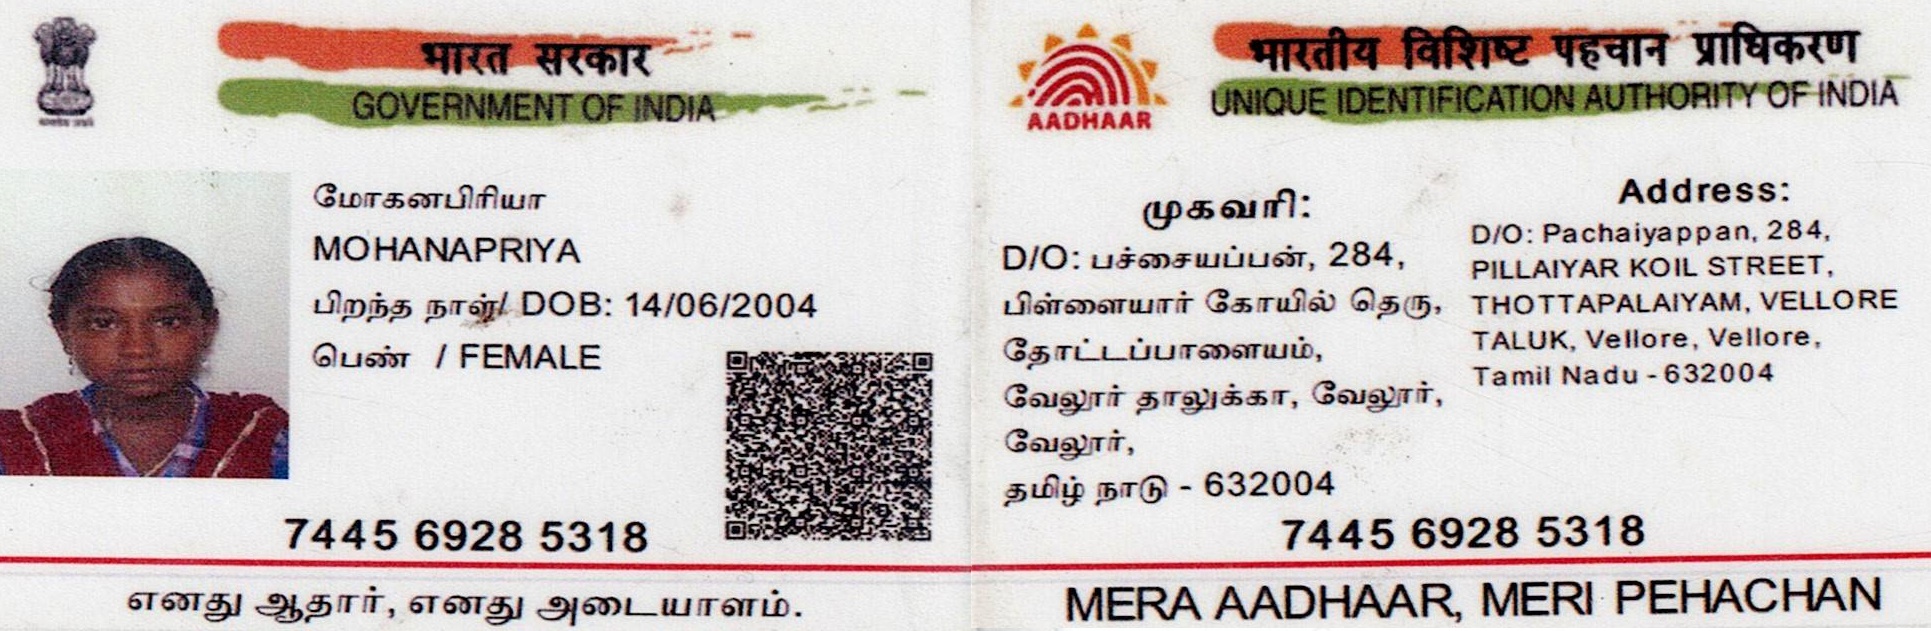 भारत सरकार
GOVERNMENT OF INDIA
மோகனபிரியா
MOHANAPRIYA
பிறந்த நாள்/ DOB: 14/06/2004
பெண் / FEMALE
7445 6928 5318
எனது ஆதார், எனது அடையாளம்.
भारतीय विशिष्ट पहचान प्राधिकरण
UNIQUE IDENTIFICATION AUTHORITY OF INDIA
AADHAAR
முகவரி:
D/O: பச்சையப்பன், 284,
பிள்ளையார் கோயில் தெரு,
தோட்டப்பாளையம்,
வேலூர் தாலுக்கா, வேலூர்,
வேலூர்,
தமிழ் நாடு - 632004
Address:
D/O: Pachaiyappan, 284,
PILLAIYAR KOIL STREET,
THOTTAPALAIYAM, VELLORE
TALUK, Vellore, Vellore,
Tamil Nadu - 632004
7445 6928 5318
MERA AADHAAR, MERI PEHACHAN